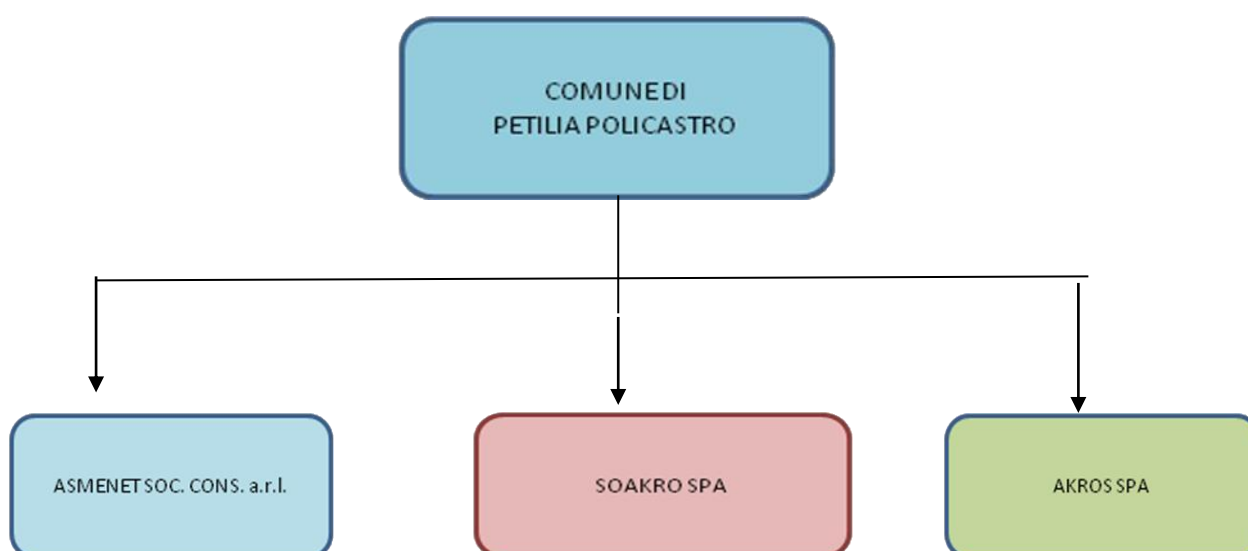 COMUNE DI
PETILIA POLICASTRO
ASMENET SOC. CONS. a.r.l.
SOAKRO SPA
AKROS SPA